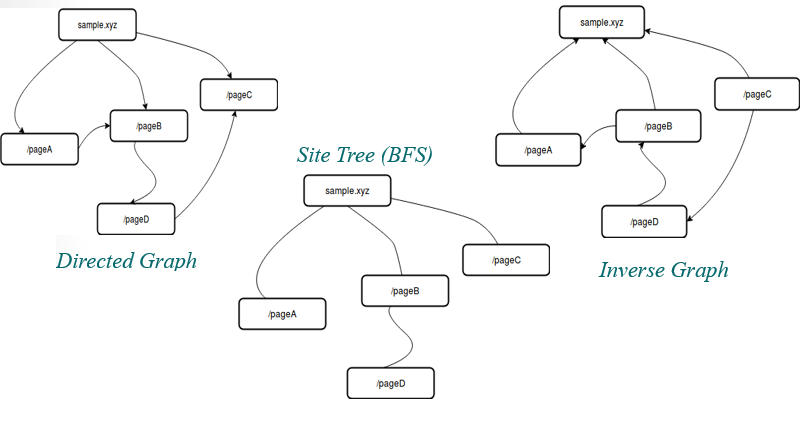 sample.xyz
/pageC
/pageB
/pageA
/pageD
Directed Graph
Site Tree (BFS)
sample.xyz
/pageC
/pageB
/pageA
/pageD
sample.xyz
/pageC
/pageB
/pageA
/pageD
Inverse Graph